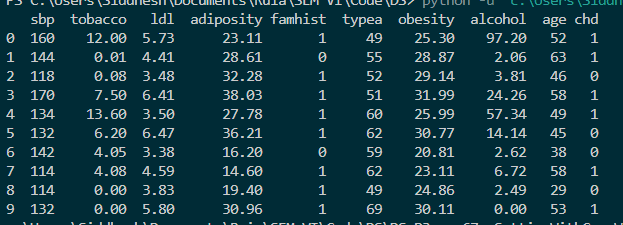 PS C:\Users\Siddhesh\Documents\Ruia\SEM VI\Code\DS> python -u "C:\Users\Siddhes
sbp tobacco ldl adiposity famhist typea obesity alcohol age chd
0 160 12.00 5.73 23.11 1 49 25.30 97.20 52 1
1 144 0.01 4.41 28.61 0 55 28.87 2.06 63 1
2 118 0.08 3.48 32.28 1 52 29.14 3.81 46 0
3 170 7.50 6.41 38.03 1 51 31.99 24.26 58 1
4 134 13.60 3.50 27.78 1 60 25.99 57.34 49 1
5 132 6.20 6.47 36.21 1 62 30.77 14.14 45 0
6 142 4.05 3.38 16.20 0 59 20.81 2.62 38 0
7 114 4.08 4.59 14.60 1 62 23.11 6.72 58 1
8 114 0.00 3.83 19.40 1 49 24.86 2.49 29 0
9 132 0.00 5.80 30.96 1 69 30.11 0.00 53 1